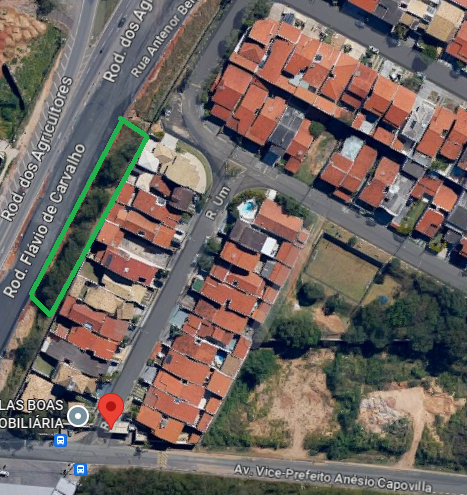 Rod. dos Agri
Rua Antenor Be
Rod. dos Agricultores
Rod. Flávio de Carvalho
R. Um
LAS BOAS
OBILIÁRIA
R.
Av. Vice-Prefeito Anésio Capovilla